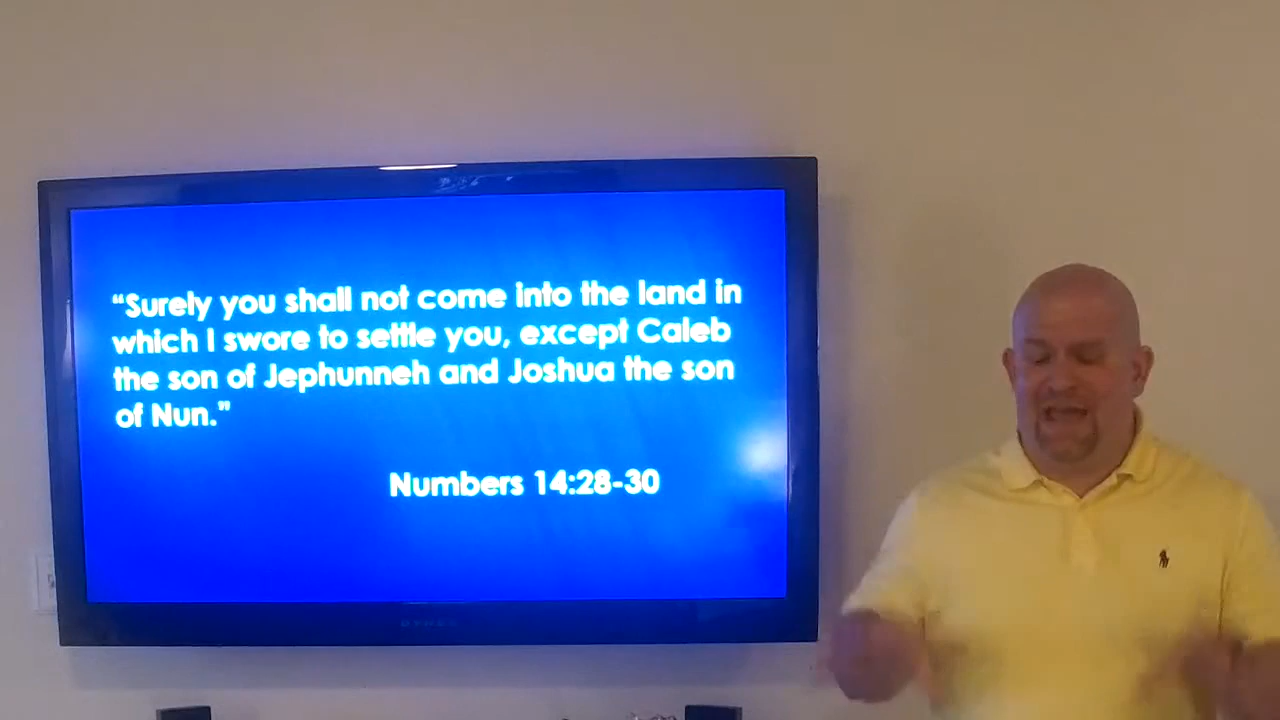 “Surely you shall not come into the land in
which I swore to settle you, except Caleb
the son of Jephunneh and Joshua the son
of Nun.”
Numbers 14:28-30
DYNEX